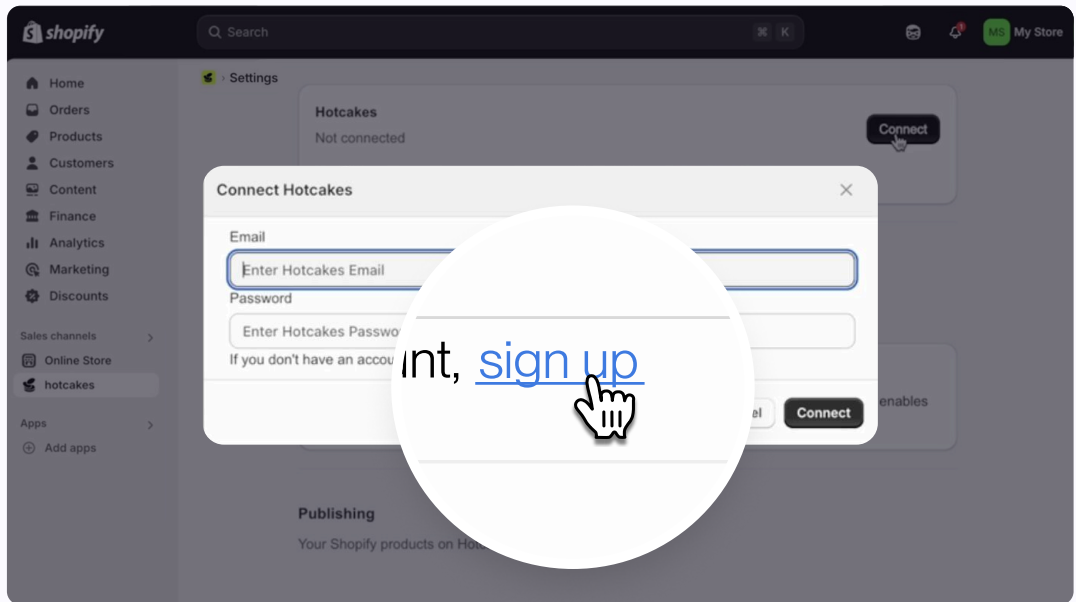 shopify
Search
⌘ K
1
MS My Store
Home
Orders
Products
Customers
Content
Finance
Analytics
Marketing
Discounts
Sales channels
Online Store
hotcakes
Apps
Add apps
Settings
Hotcakes
Not connected
Connect
Connect Hotcakes
Email
Enter Hotcakes Email
Password
Enter Hotcakes Passwo
If you don't have an accou
unt, sign up
el
Connect
enables
Publishing
Your Shopify products on Hot